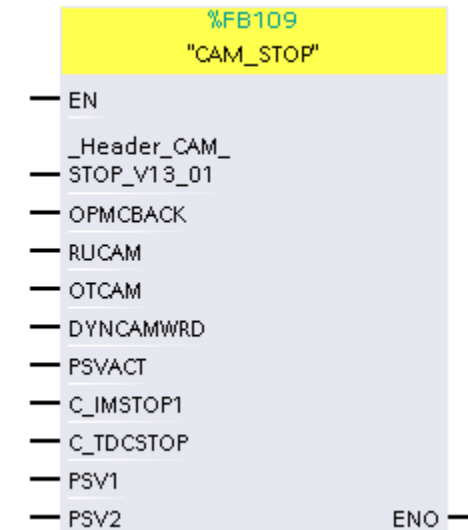 %FB109
"CAM_STOP"
EN
_Header_CAM_
STOP_V13_01
OPMCBACK
RUCAM
OTCAM
DYNCAMWRD
PSVACT
C_IMSTOP1
C_TDCSTOP
PSV1
PSV2 ENO